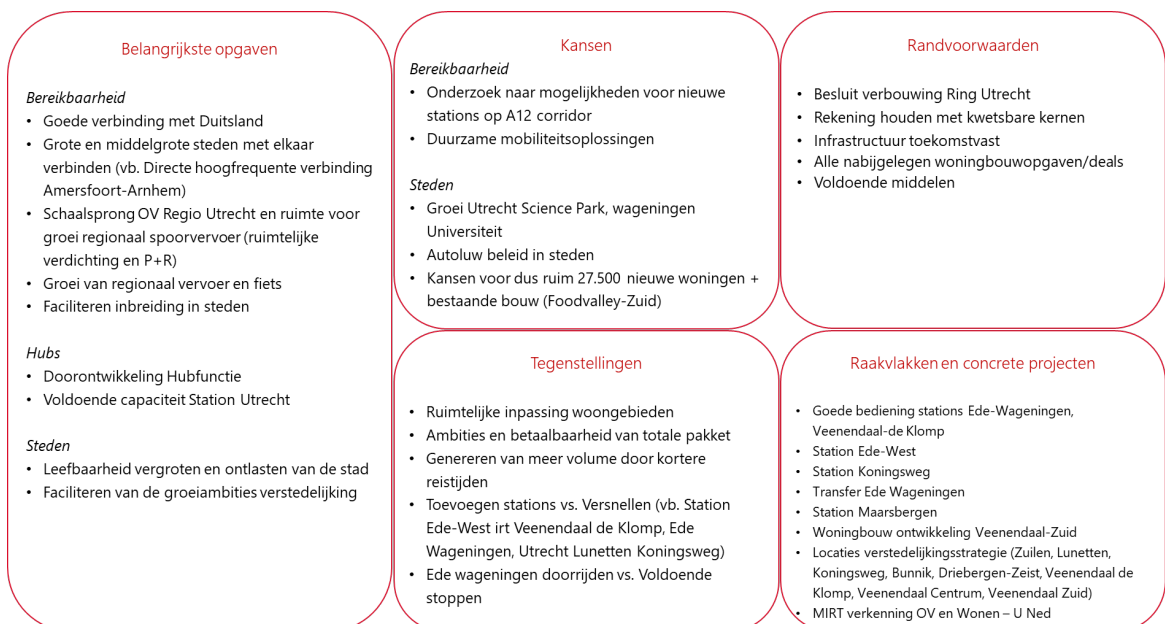 Belangrijkste opgaven
Bereikbaarheid
• Goede verbinding met Duitsland
• Grote en middelgrote steden met elkaar
verbinden (vb. Directe hoogfrequente verbinding
Amersfoort-Arnhem)
• Schaalsprong OV Regio Utrecht en ruimte voor
groei regionaal spoorvervoer (ruimtelijke
verdichting en P+R)
• Groei van regionaal vervoer en fiets
• Faciliteren inbreiding in steden
Hubs
• Doorontwikkeling Hubfunctie
• Voldoende capaciteit Station Utrecht
Steden
• Leefbaarheid vergroten en ontlasten van de stad
• Faciliteren van de groeiambities verstedelijking
Kansen
Bereikbaarheid
• Onderzoek naar mogelijkheden voor nieuwe
stations op A12 corridor
• Duurzame mobiliteitsoplossingen
Steden
• Groei Utrecht Science Park, wageningen
Universiteit
• Autoluw beleid in steden
• Kansen voor dus ruim 27.500 nieuwe woningen +
bestaande bouw (Foodvalley-Zuid)
Randvoorwaarden
• Besluit verbouwing Ring Utrecht
• Rekening houden met kwetsbare kernen
• Infrastructuur toekomstvast
• Alle nabijgelegen woningbouwopgaven/deals
• Voldoende middelen
Tegenstellingen
• Ruimtelijke inpassing woongebieden
• Ambities en betaalbaarheid van totale pakket
• Genereren van meer volume door kortere
reistijden
• Toevoegen stations vs. Versnellen (vb. Station
Ede-West irt Veenendaal de Klomp, Ede
Wageningen, Utrecht Lunetten Koningsweg)
• Ede wageningen doorrijden vs. Voldoende
stoppen
Raakvlakken en concrete projecten
• Goede bediening stations Ede-Wageningen,
Veenendaal-de Klomp
• Station Ede-West
• Station Koningsweg
• Transfer Ede Wageningen
• Station Maarsbergen
• Woningbouw ontwikkeling Veenendaal-Zuid
• Locaties verstedelijkingsstrategie (Zuilen, Lunetten,
Koningsweg, Bunnik, Driebergen-Zeist, Veenendaal de
Klomp, Veenendaal Centrum, Veenendaal Zuid)
• MIRT verkenning OV en Wonen – U Ned